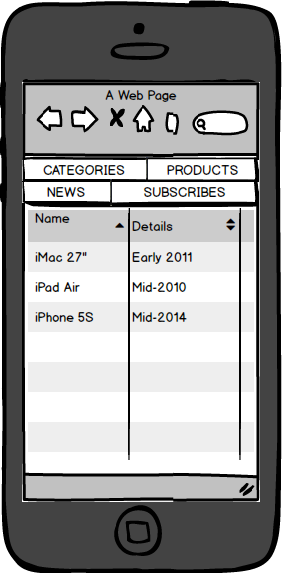 A Web Page
CATEGORIES PRODUCTS
NEWS SUBSCRIBES
Name Details
iMac 27" Early 2011
iPad Air Mid-2010
iPhone 5S Mid-2014